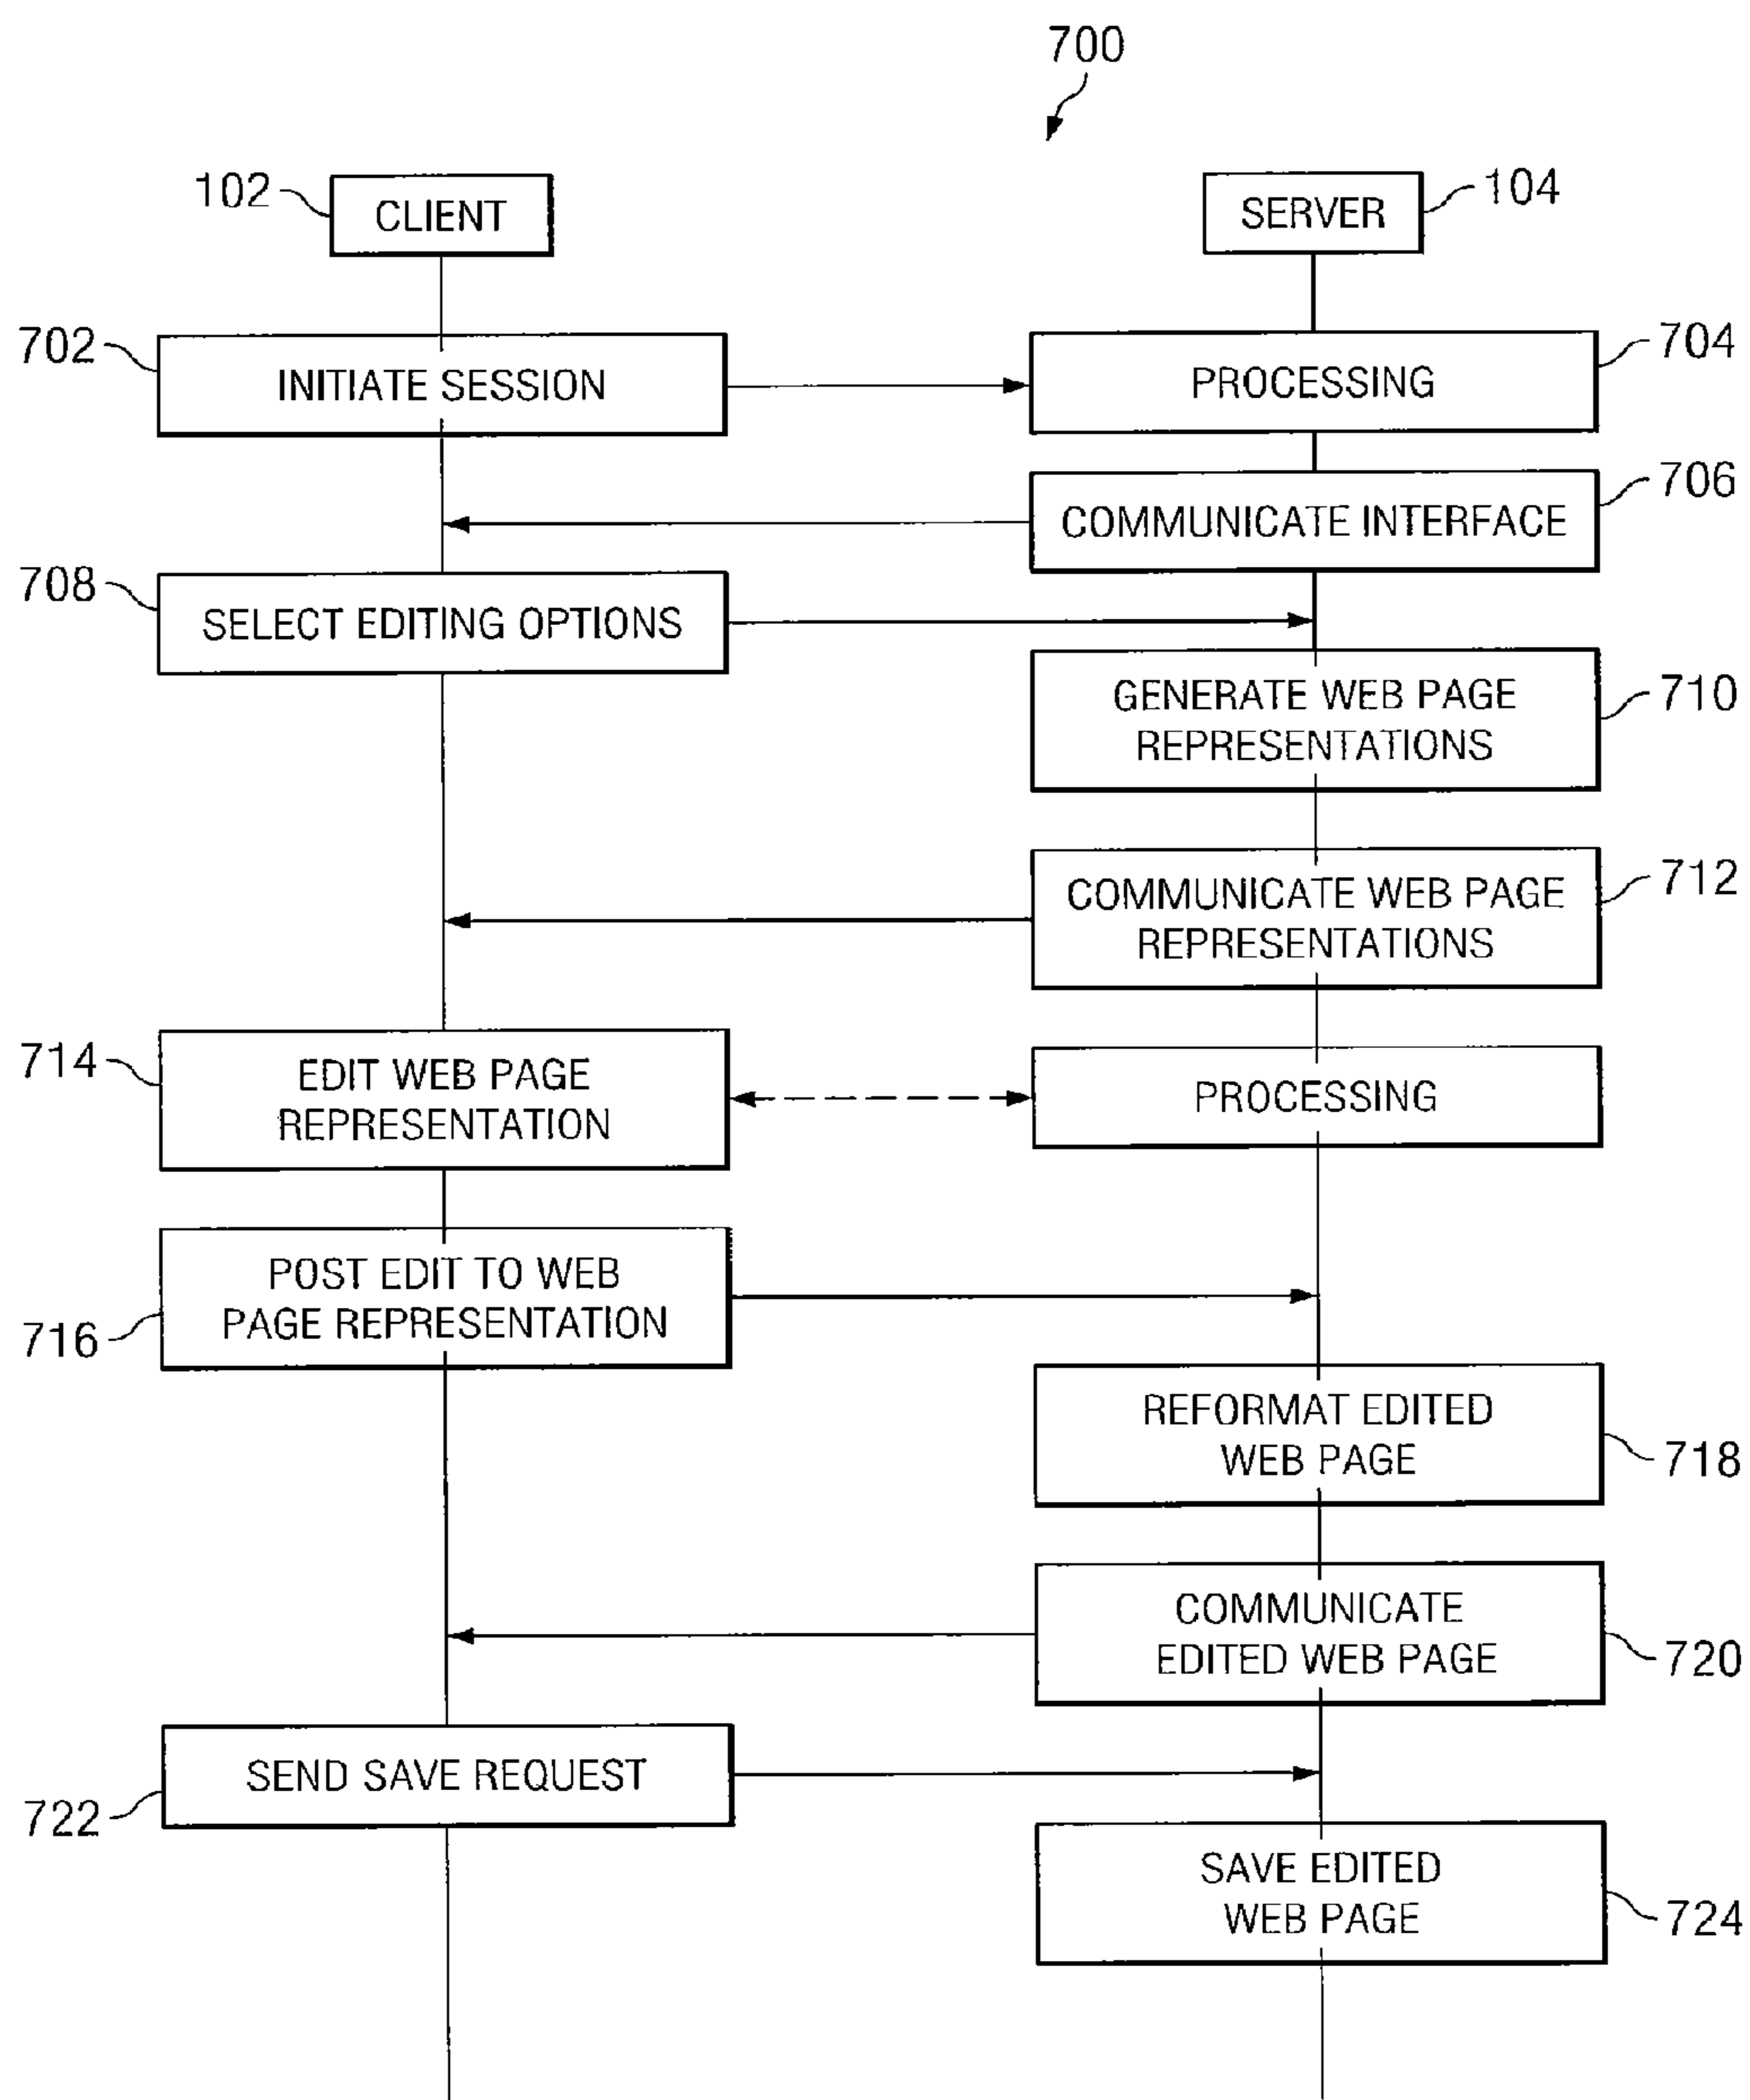 700
102
CLIENT
SERVER
104
702
INITIATE SESSION
PROCESSING
704
COMMUNICATE INTERFACE
706
708
SELECT EDITING OPTIONS
GENERATE WEB PAGE
REPRESENTATIONS
710
COMMUNICATE WEB PAGE
REPRESENTATIONS
712
714
EDIT WEB PAGE
REPRESENTATION
PROCESSING
716
POST EDIT TO WEB
PAGE REPRESENTATION
REFORMAT EDITED
WEB PAGE
718
COMMUNICATE
EDITED WEB PAGE
720
722
SEND SAVE REQUEST
SAVE EDITED
WEB PAGE
724